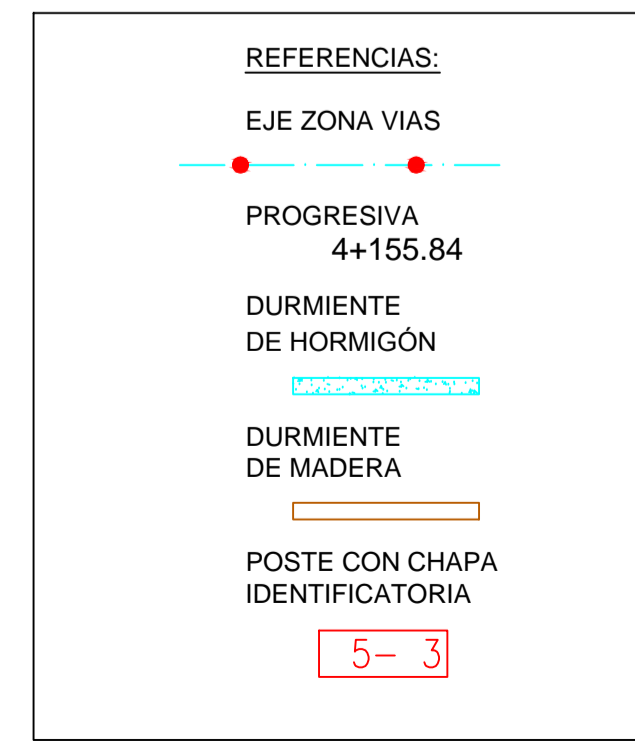 REFERENCIAS:
EJE ZONA VIAS
PROGRESIVA
4+155.84
DURMIENTE
DE HORMIGÓN
DURMIENTE
DE MADERA
POSTE CON CHAPA
IDENTIFICATORIA
5- 3